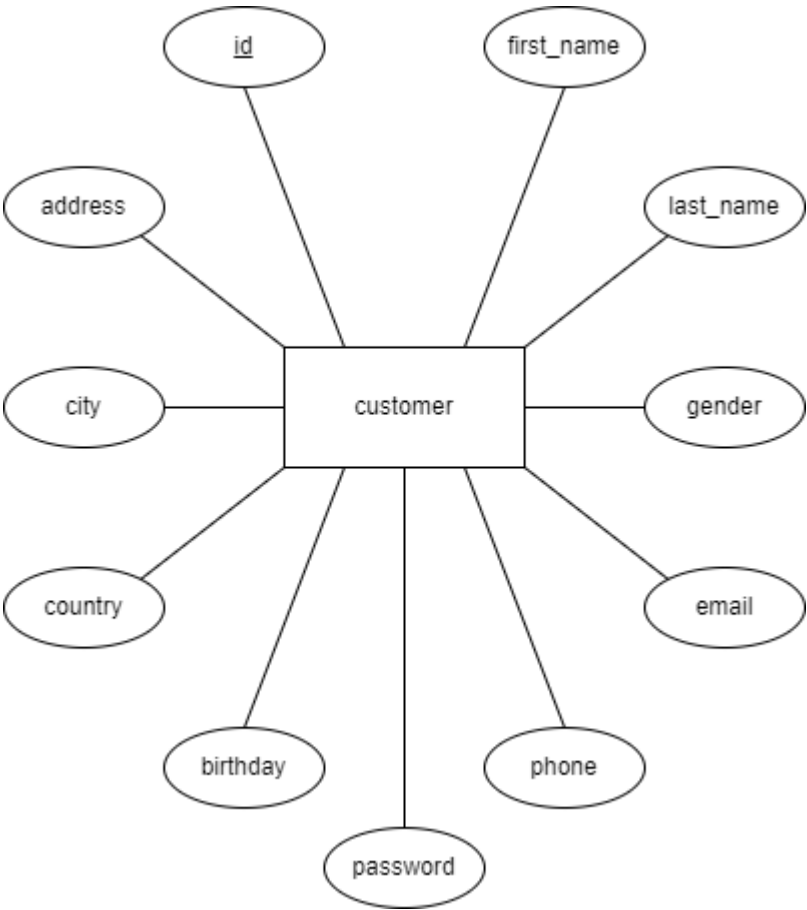 id
first_name
address
last_name
city
customer
gender
country
email
birthday
phone
password